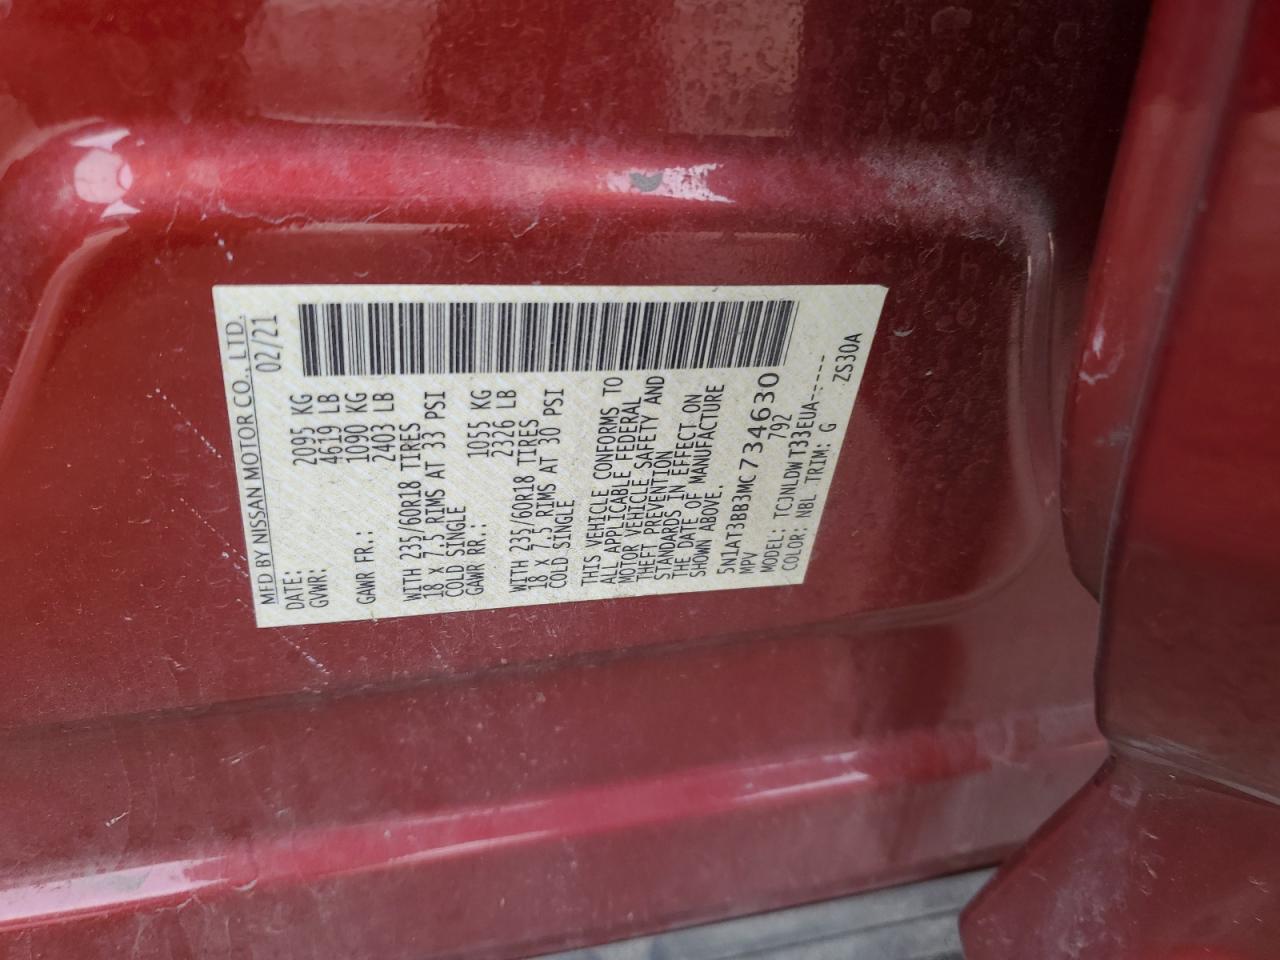 MFD BY NISSAN MOTOR CO., LTD.
DATE: 02/21
GVWR: 2095 KG
4619 LB
GAWR FR.: 1090 KG
2403 LB
WITH 235/60R18 TIRES
18 X 7.5 RIMS AT 33 PSI
COLD SINGLE
GAWR RR.: 1055 KG
2326 LB
WITH 235/60R18 TIRES
18 X 7.5 RIMS AT 30 PSI
COLD SINGLE
THIS VEHICLE CONFORMS TO
ALL APPLICABLE FEDERAL
MOTOR VEHICLE SAFETY AND
THEFT PREVENTION
STANDARDS IN EFFECT ON
THE DATE OF MANUFACTURE
SHOWN ABOVE.
5N1AT3BB3MC734630
MPV 792
MODEL: TCJNLDWT33EUA-----
COLOR: NBL TRIM: G ZS30A